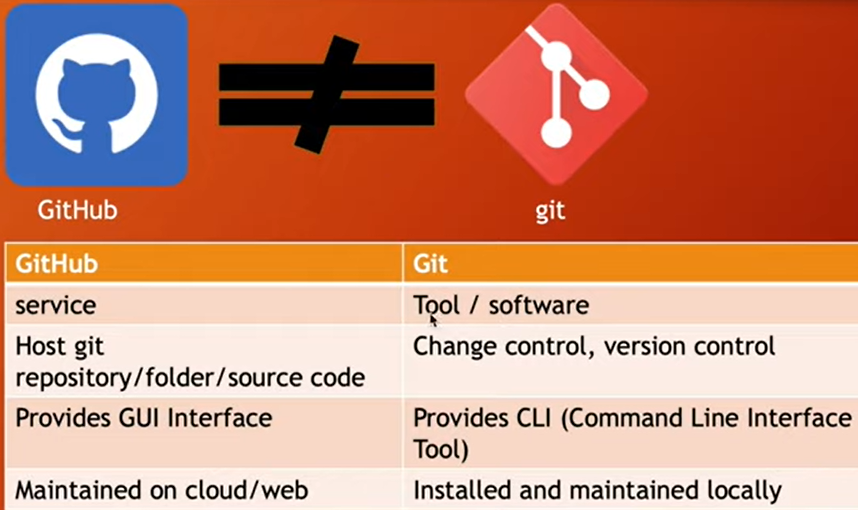 GitHub
git
GitHub
Git
service
Tool / software
Host git
repository/folder/source code
Change control, version control
Provides GUI Interface
Provides CLI (Command Line Interface
Tool)
Maintained on cloud/web
Installed and maintained locally